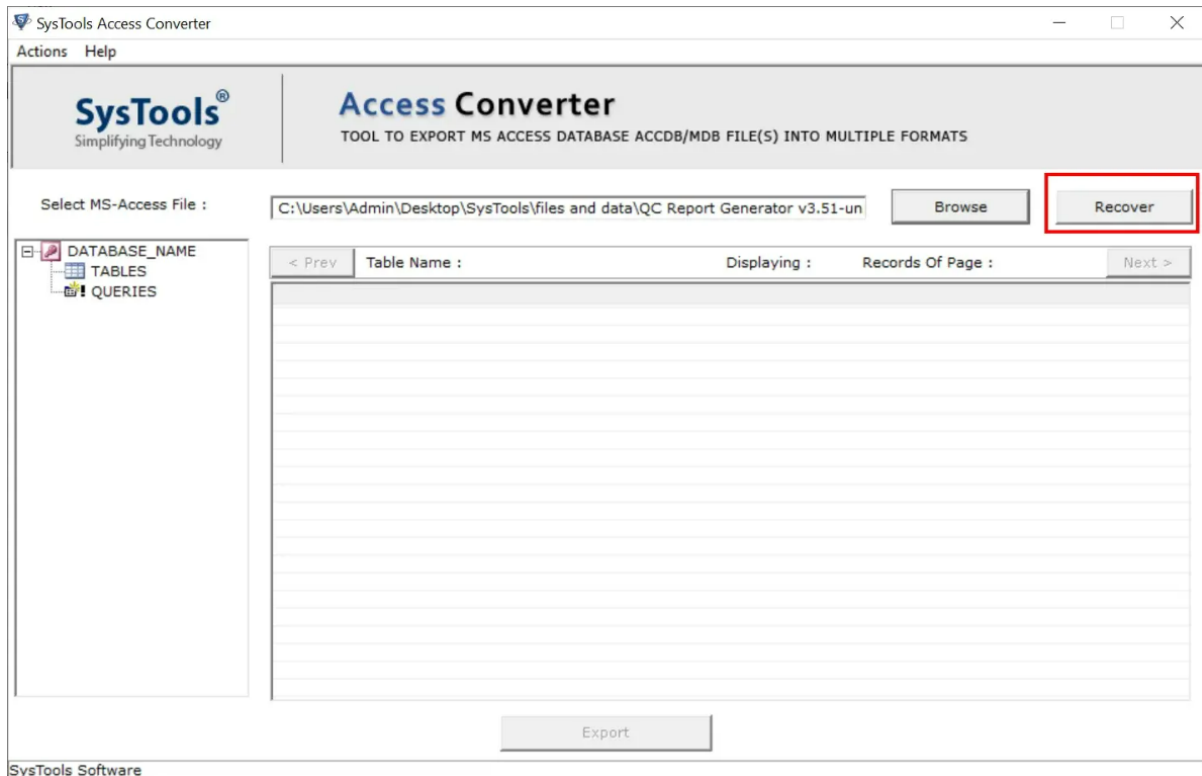 SysTools Access Converter
Actions Help
SysTools®
Simplifying Technology
Access Converter
TOOL TO EXPORT MS ACCESS DATABASE ACCDB/MDB FILE(S) INTO MULTIPLE FORMATS
Select MS-Access File :
C:\Users\Admin\Desktop\SysTools\files and data\QC Report Generator v3.51-un
Browse
Recover
DATABASE_NAME
TABLES
QUERIES
< Prev
Table Name :
Displaying :
Records Of Page :
Next >
Export
SysTools Software